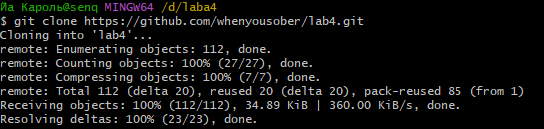 Йа Кароль@senq MINGW64 /d/laba4
$ git clone https://github.com/whenyousober/lab4.git
Cloning into 'lab4'...
remote: Enumerating objects: 112, done.
remote: Counting objects: 100% (27/27), done.
remote: Compressing objects: 100% (7/7), done.
remote: Total 112 (delta 20), reused 20 (delta 20), pack-reused 85 (from 1)
Receiving objects: 100% (112/112), 34.89 KiB | 360.00 KiB/s, done.
Resolving deltas: 100% (23/23), done.